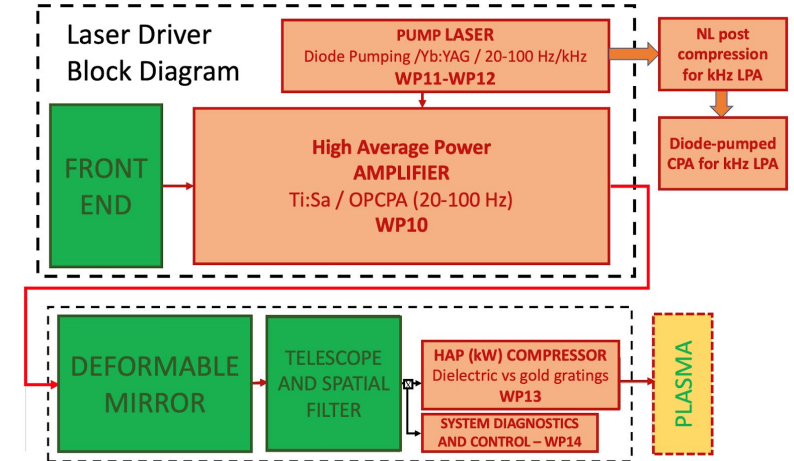 Laser Driver
Block Diagram
PUMP LASER
Diode Pumping /Yb:YAG / 20-100 Hz/kHz
WP11-WP12
NL post
compression
for kHz LPA
Diode-pumped
CPA for kHz LPA
FRONT
END
High Average Power
AMPLIFIER
Ti:Sa / OPCPA (20-100 Hz)
WP10
DEFORMABLE
MIRROR
TELESCOPE
AND SPATIAL
FILTER
HAP (kW) COMPRESSOR
Dielectric vs gold gratings
WP13
SYSTEM DIAGNOSTICS
AND CONTROL – WP14
PLASMA